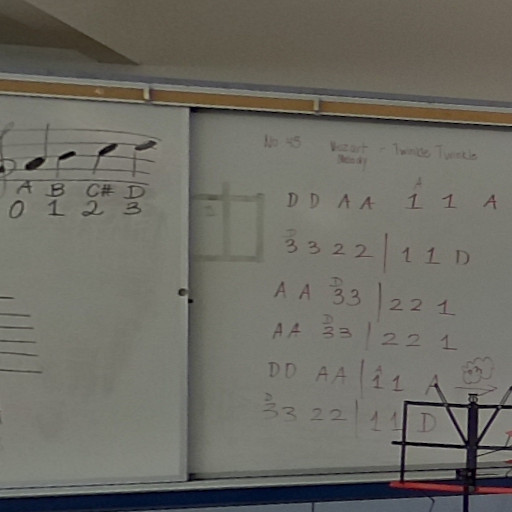 A B C# D
0 1 2 3
No 45 Mozart - Twinkle Twinkle
Melody
A
D D A A 1 1 A
D
3 3 2 2 | 1 1 D
D
A A 3 3 | 2 2 1
D
A A 3 3 | 2 2 1
A
D D A A | 1 1 A
D
3 3 2 2 | 1 1 D